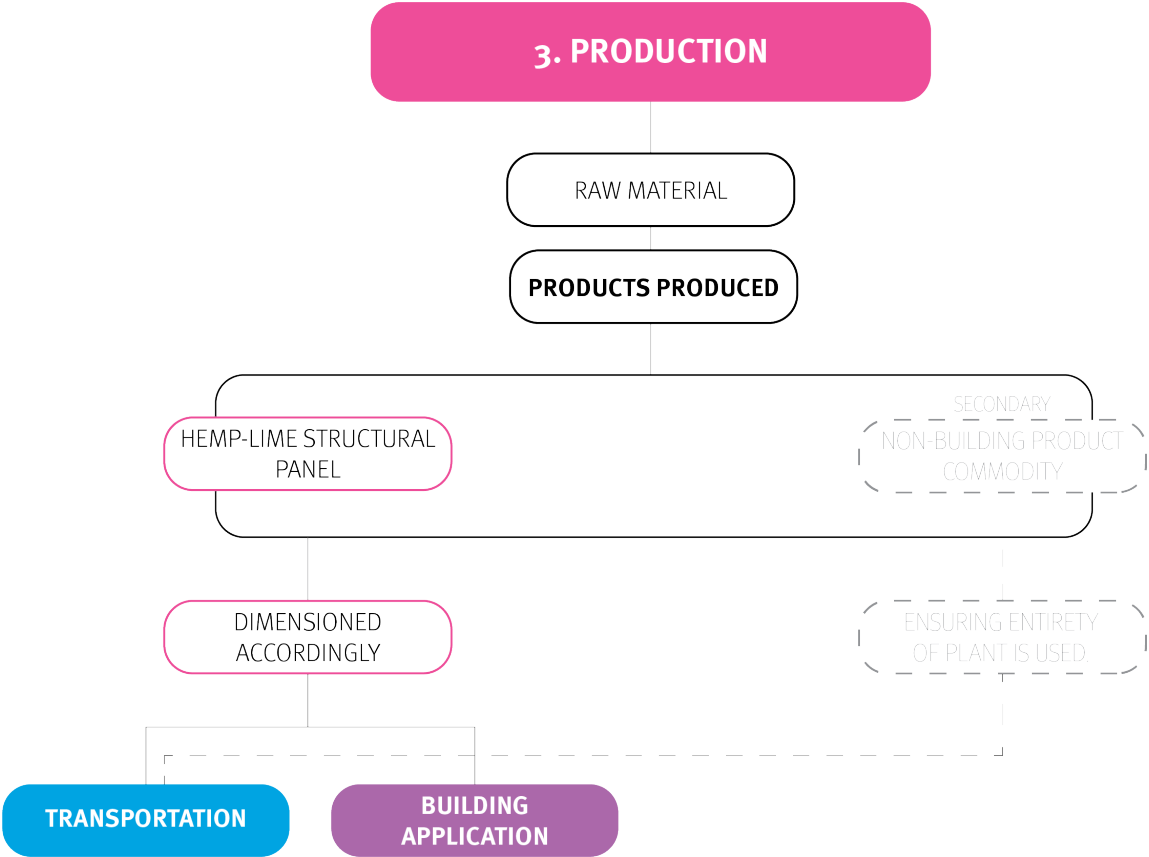 3. PRODUCTION
RAW MATERIAL
PRODUCTS PRODUCED
SECONDARY
HEMP-LIME STRUCTURAL
PANEL
NON-BUILDING PRODUCT
COMMODITY
DIMENSIONED
ACCORDINGLY
ENSURING ENTIRETY
OF PLANT IS USED.
TRANSPORTATION
BUILDING
APPLICATION